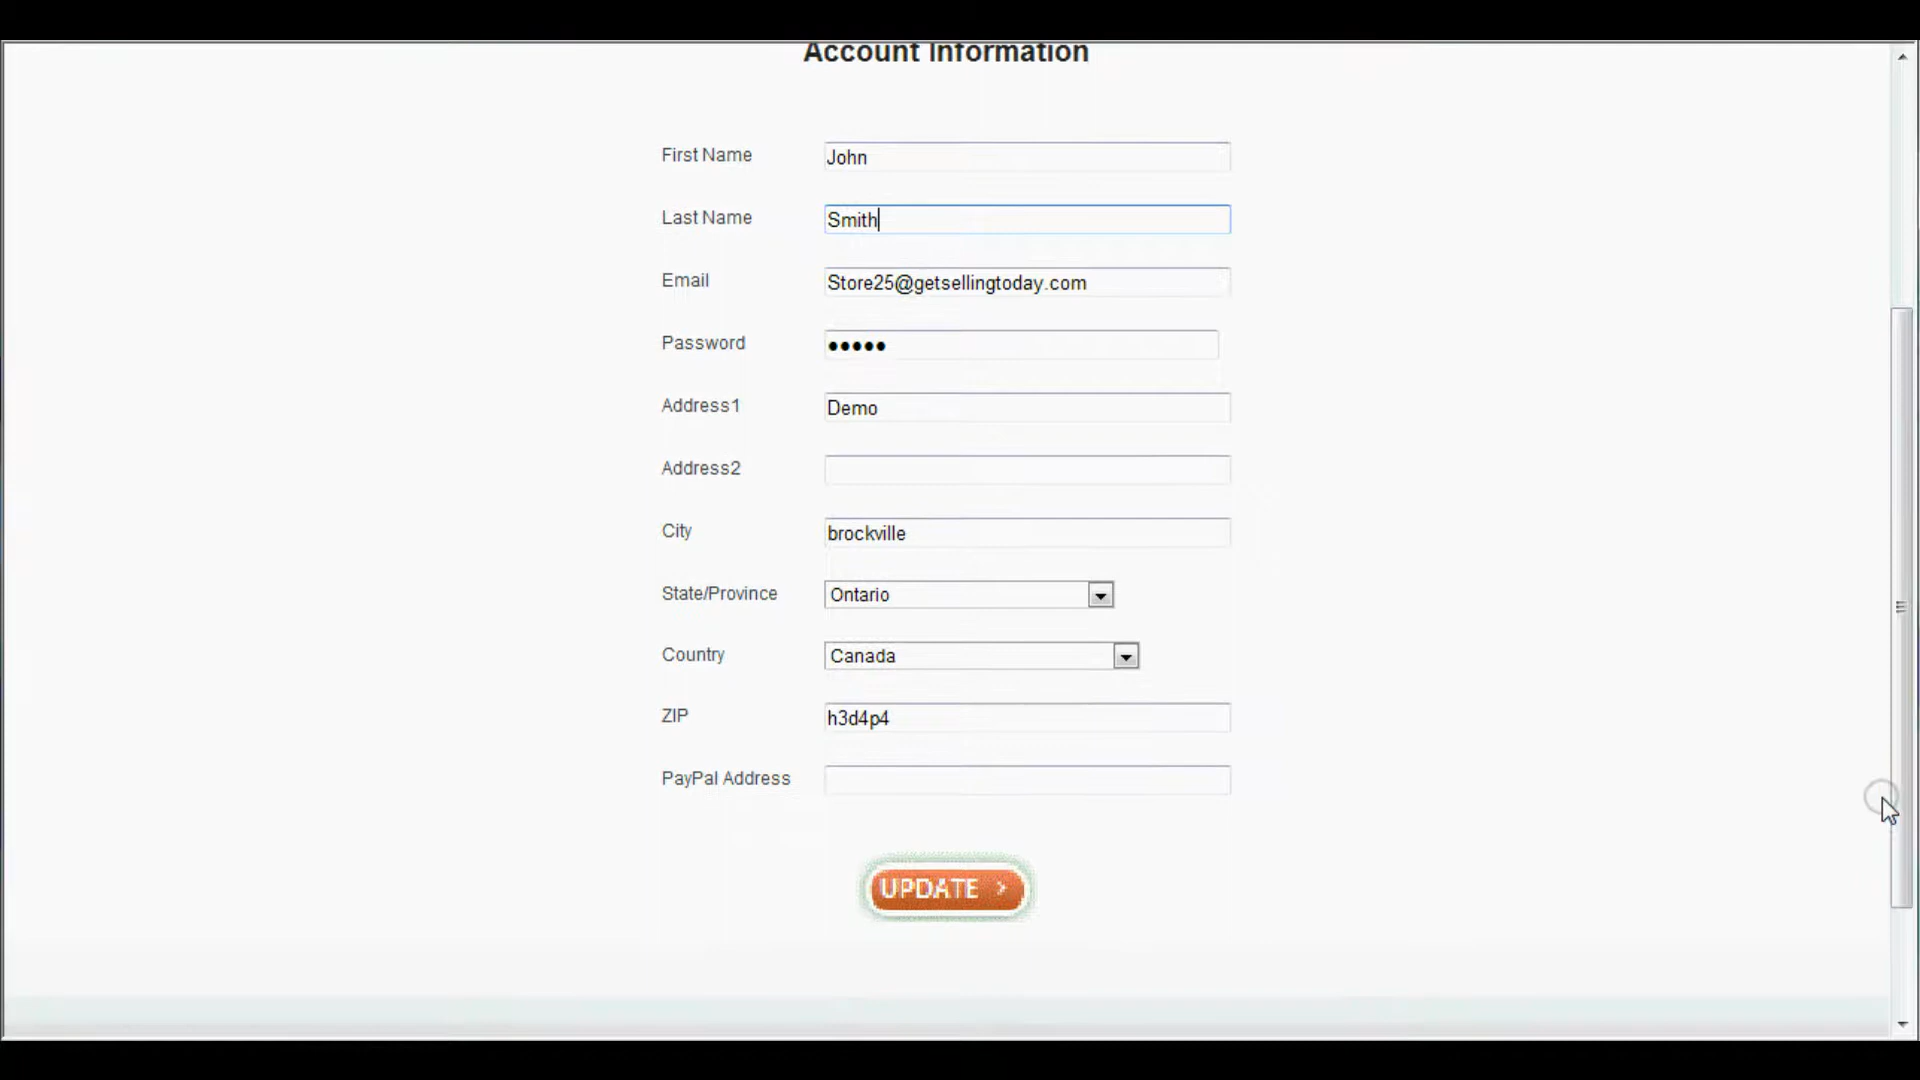 Account Information
First Name John
Last Name Smith
Email Store25@getsellingtoday.com
Password •••••
Address1 Demo
Address2
City brockville
State/Province Ontario
Country Canada
ZIP h3d4p4
PayPal Address
UPDATE >